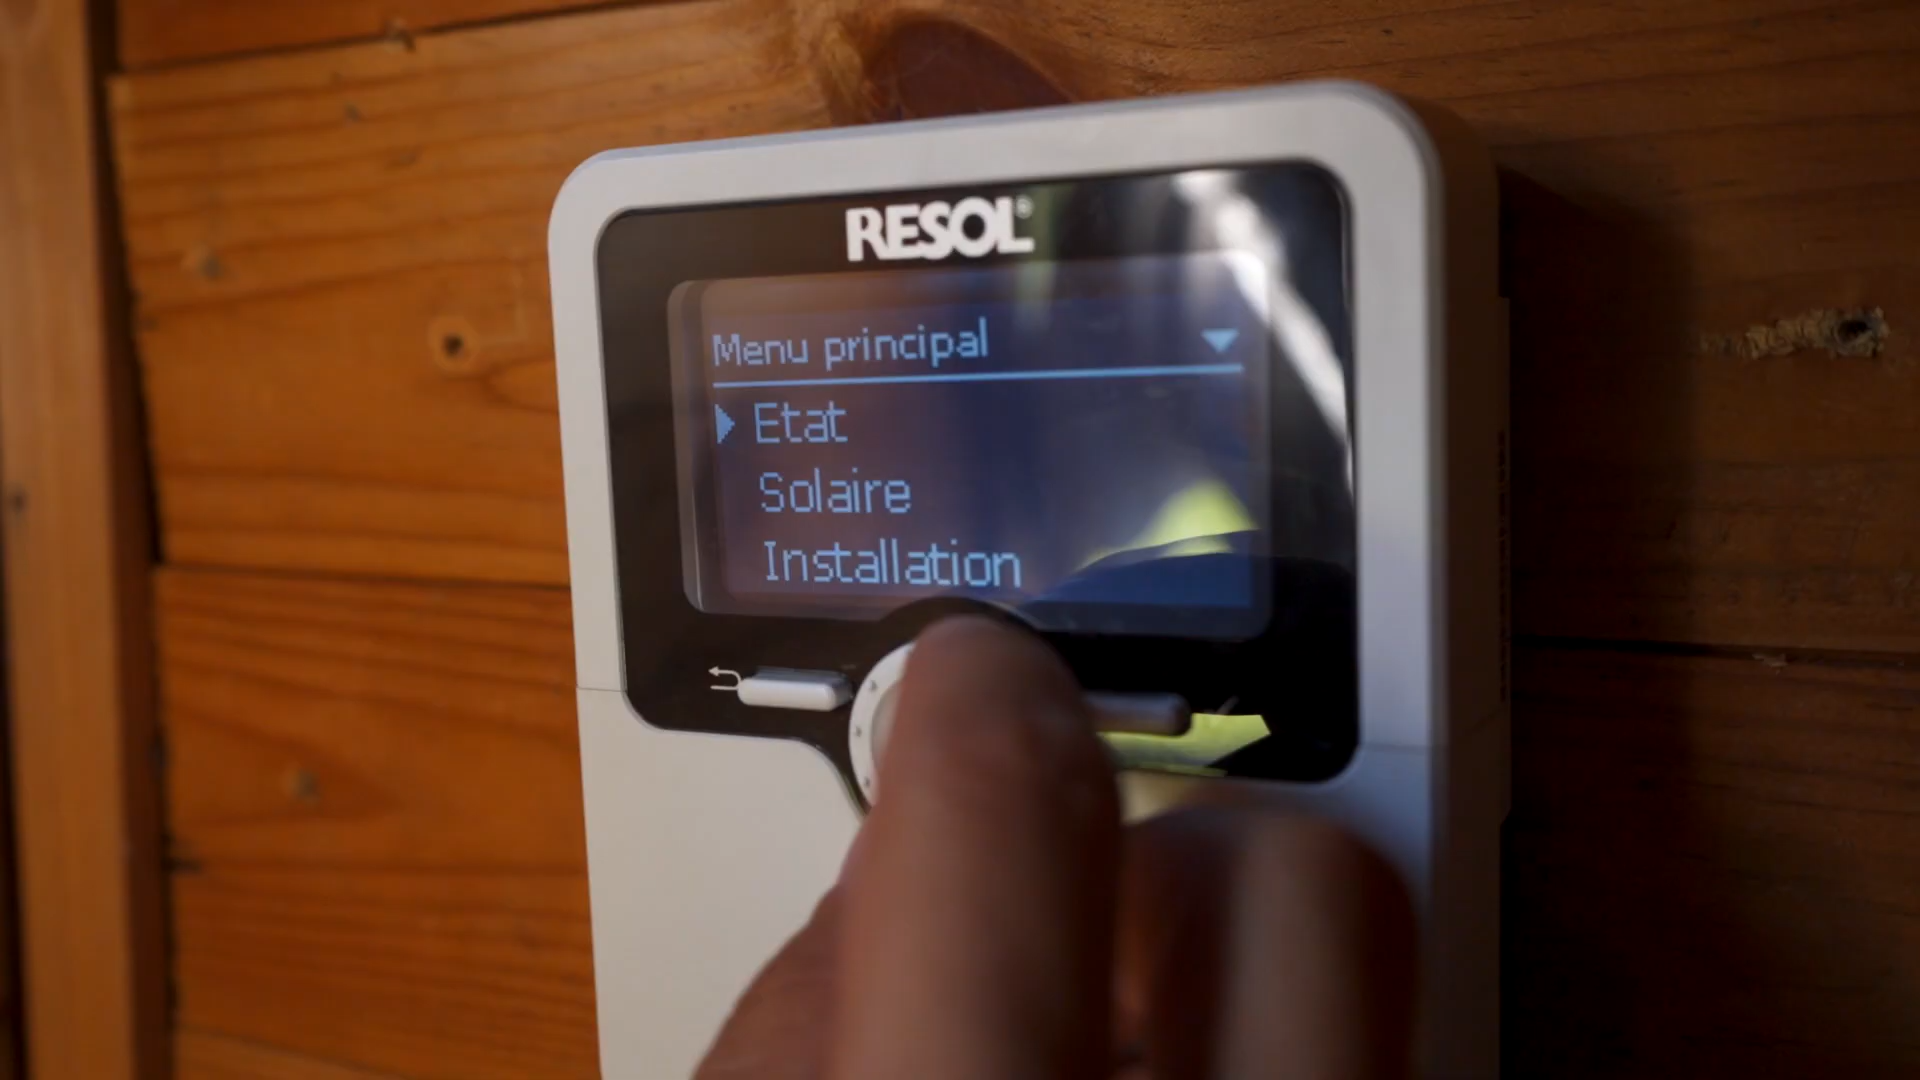 RESOL®
Menu principal
Etat
Solaire
Installation